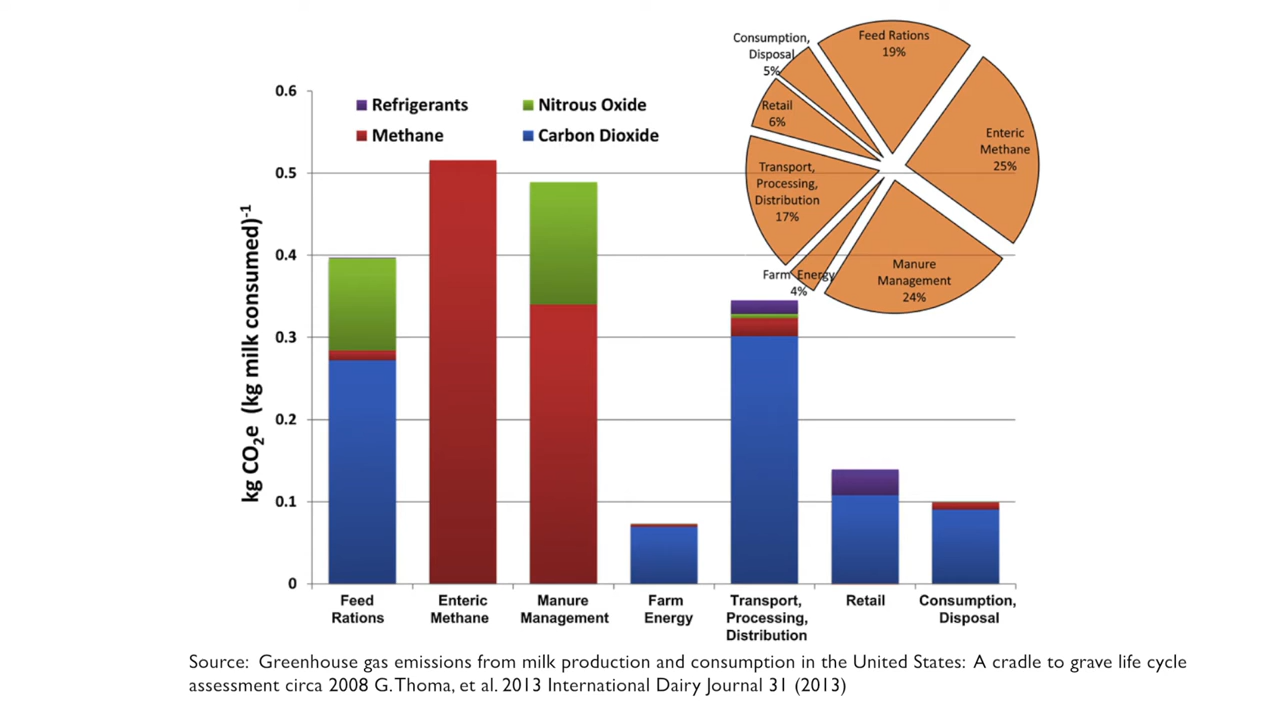 Consumption,
Disposal
5%
Feed Rations
19%
Retail
6%
Enteric
Methane
25%
Transport,
Processing,
Distribution
17%
Manure
Management
24%
Farm Energy
4%
Refrigerants
Nitrous Oxide
Methane
Carbon Dioxide
kg CO₂e (kg milk consumed)⁻¹
0.6
0.5
0.4
0.3
0.2
0.1
0
Feed
Rations
Enteric
Methane
Manure
Management
Farm
Energy
Transport,
Processing,
Distribution
Retail
Consumption,
Disposal
Source: Greenhouse gas emissions from milk production and consumption in the United States: A cradle to grave life cycle
assessment circa 2008 G. Thoma, et al. 2013 International Dairy Journal 31 (2013)